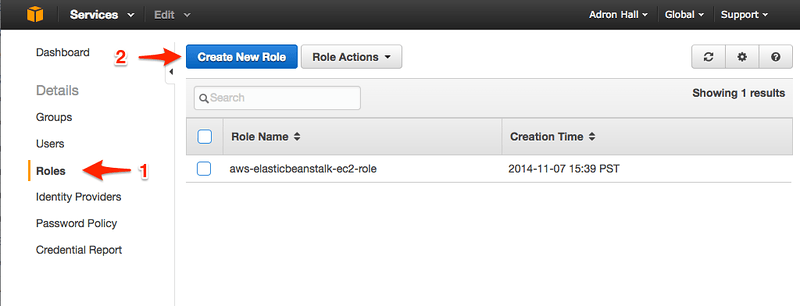 Services Edit Adron Hall Global Support
Dashboard
2 Create New Role Role Actions
Details
Search Showing 1 results
Groups
Users
Role Name Creation Time
Roles 1
aws-elasticbeanstalk-ec2-role 2014-11-07 15:39 PST
Identity Providers
Password Policy
Credential Report